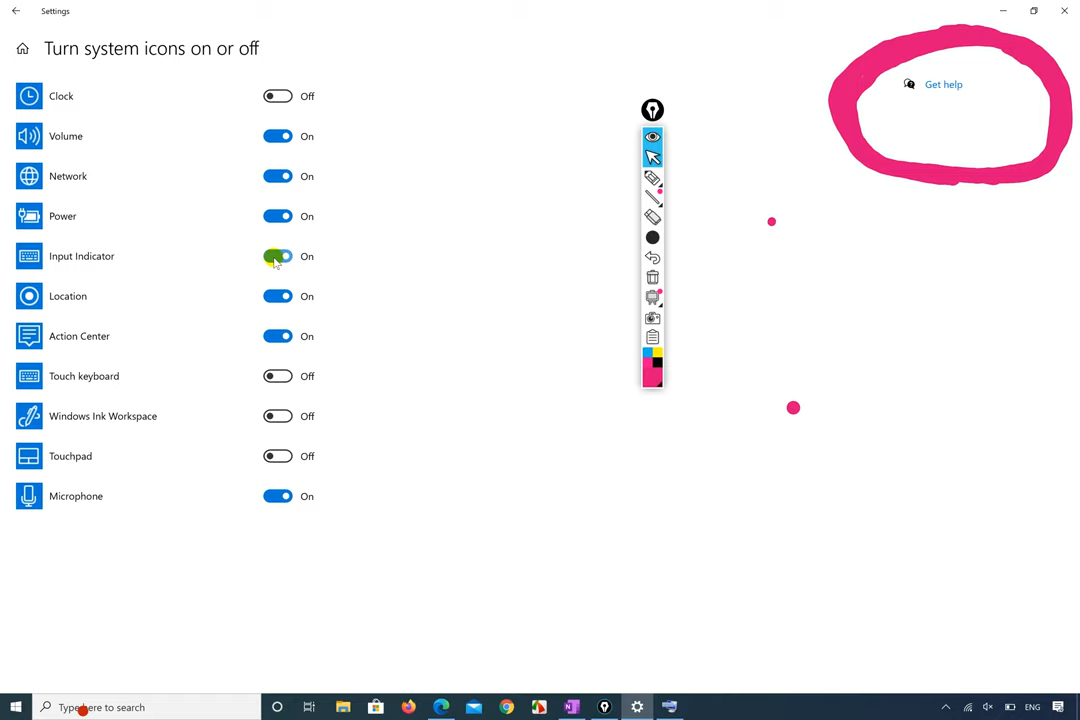 Settings
Turn system icons on or off
Get help
Clock Off
Volume On
Network On
Power On
Input Indicator On
Location On
Action Center On
Touch keyboard Off
Windows Ink Workspace Off
Touchpad Off
Microphone On
Type here to search
ENG